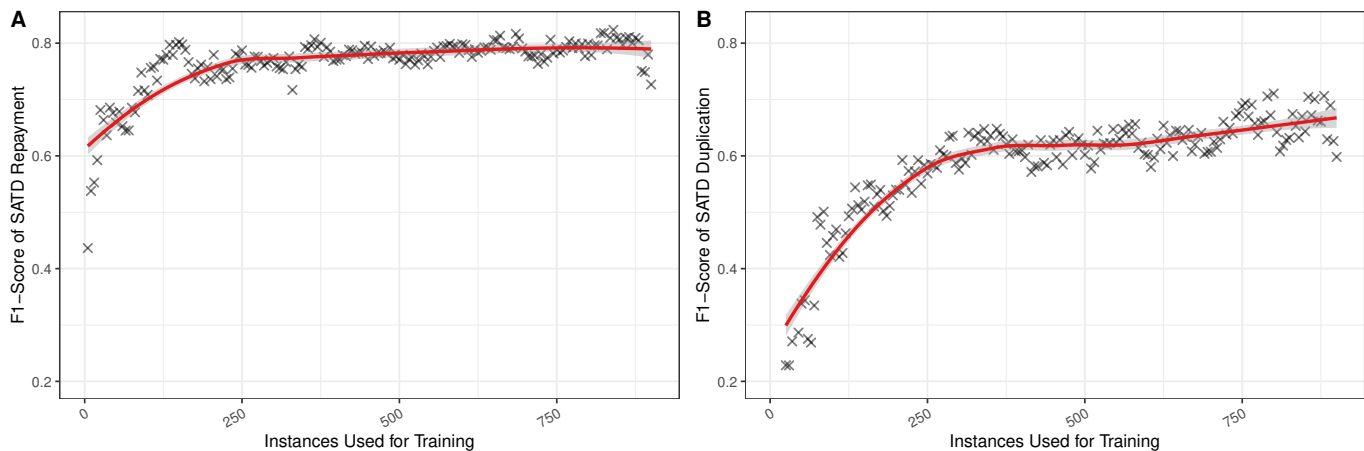 A
F1−Score of SATD Repayment
0.8
0.6
0.4
0.2
0
250
500
750
Instances Used for Training
B
F1−Score of SATD Duplication
0.8
0.6
0.4
0.2
0
250
500
750
Instances Used for Training